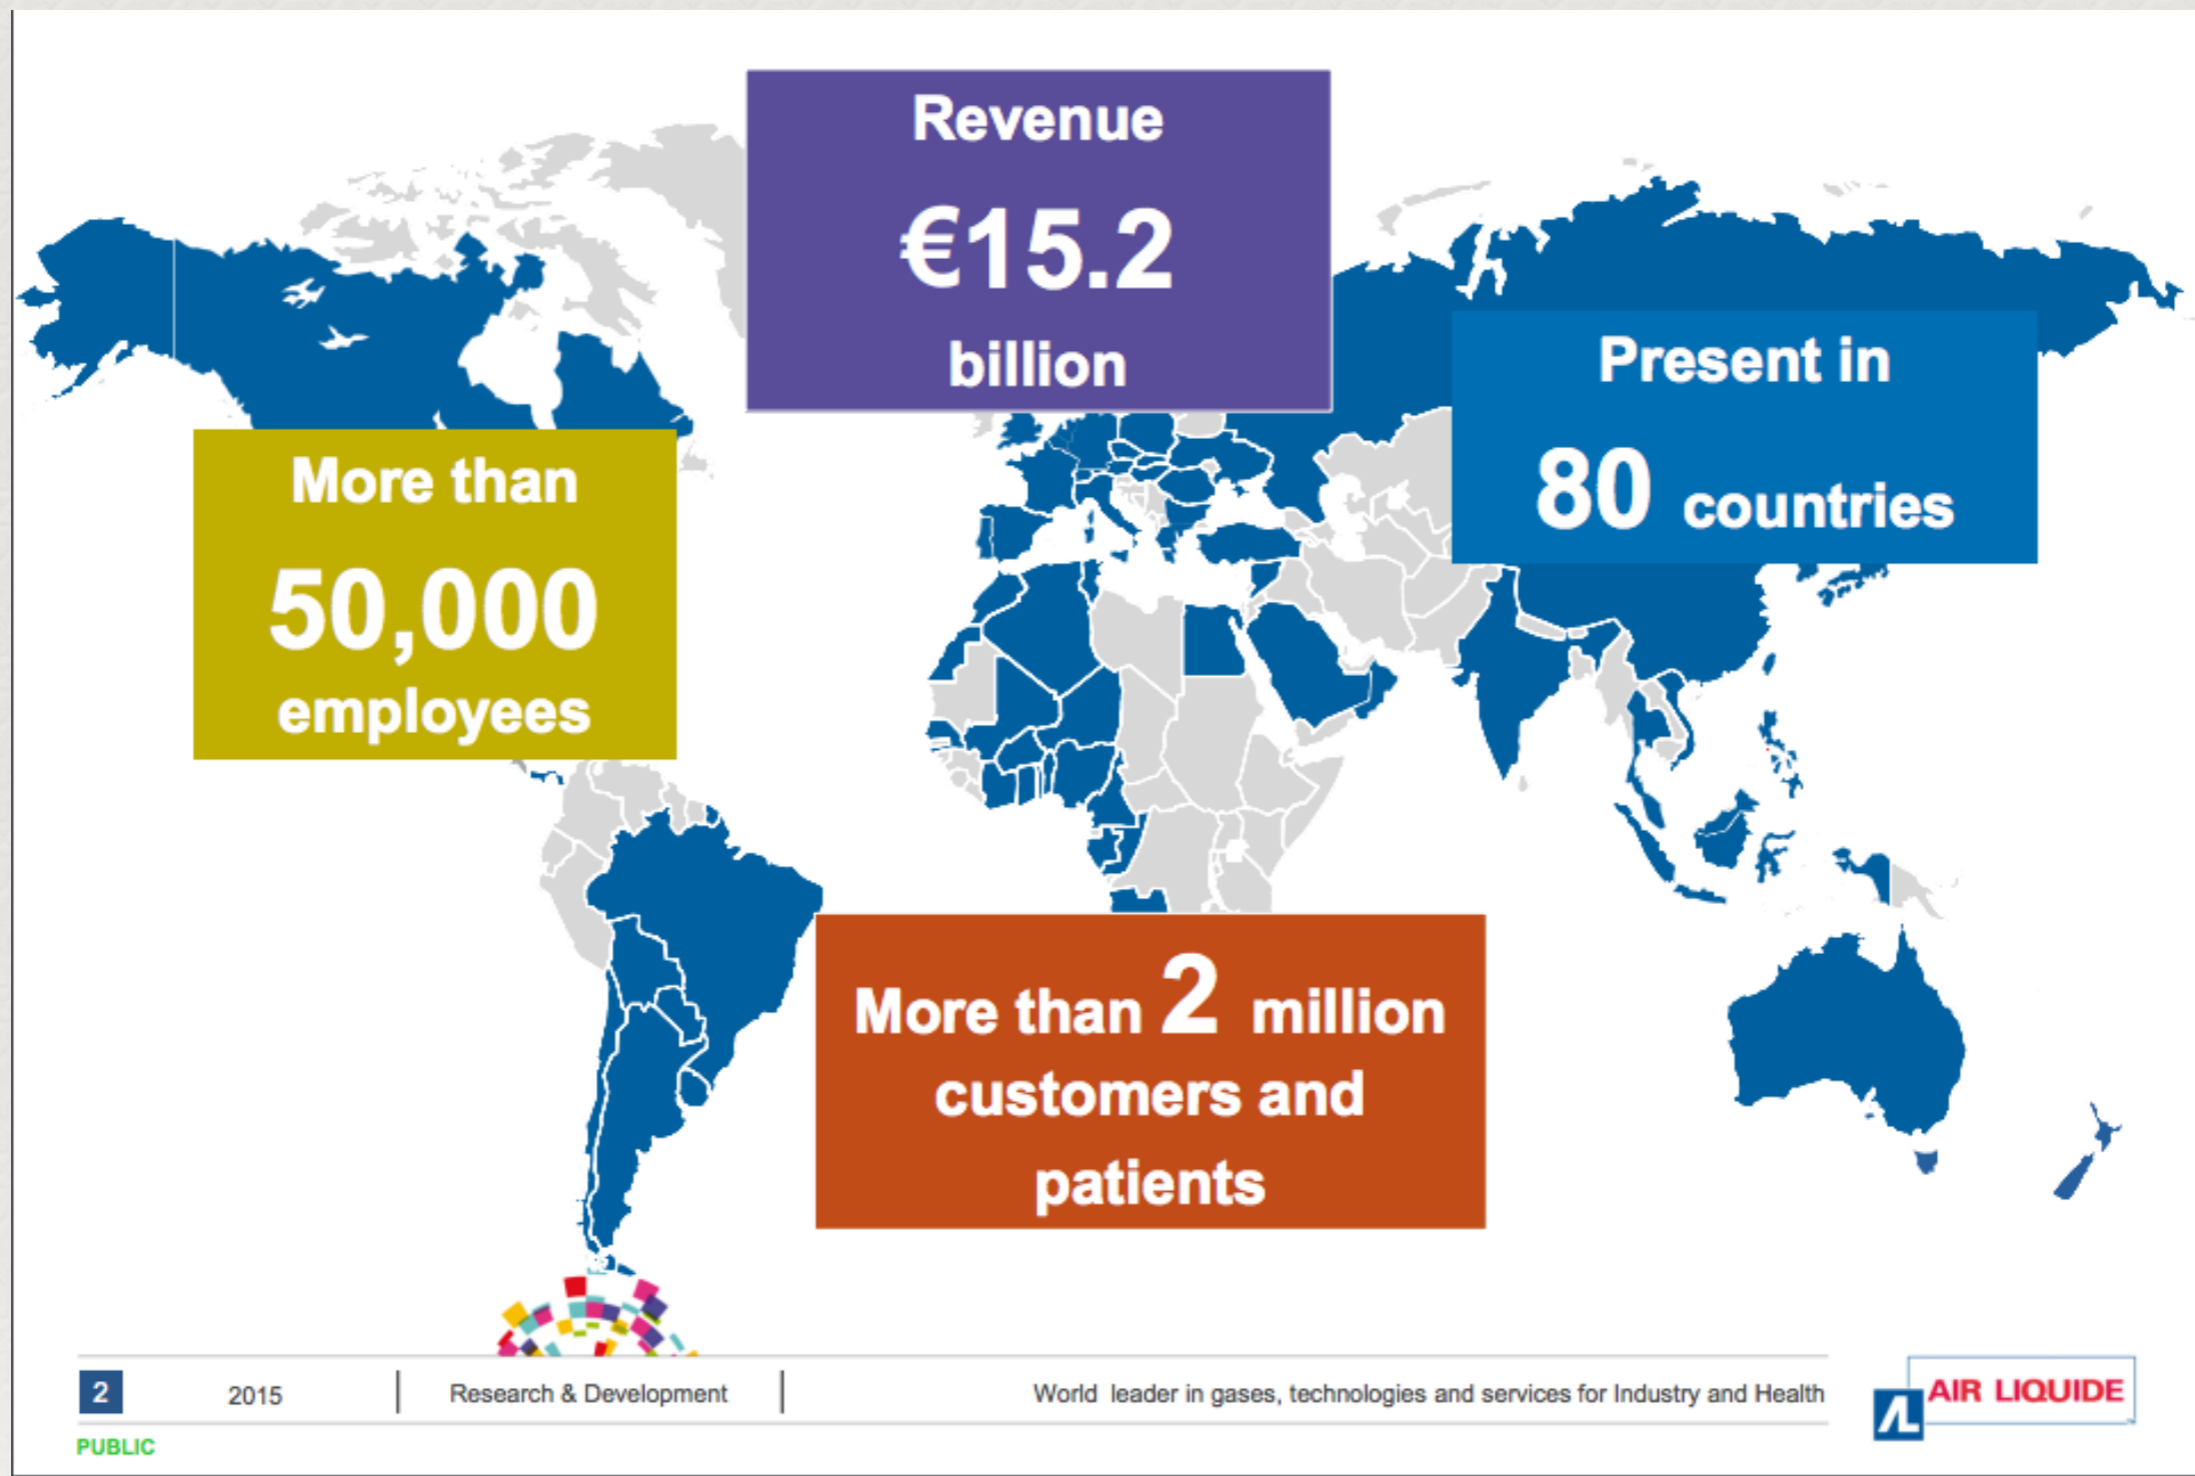 Revenue
€15.2
billion
Present in
80 countries
More than
50,000
employees
More than 2 million
customers and
patients
2 2015 Research & Development World leader in gases, technologies and services for Industry and Health
AL AIR LIQUIDE
PUBLIC